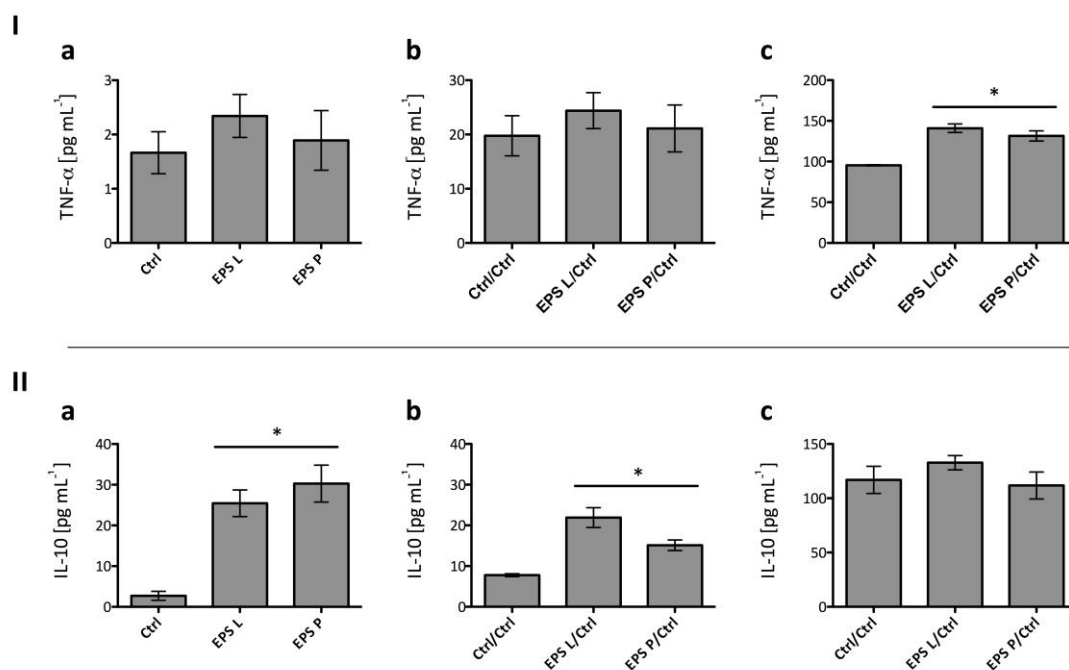 I
a
TNF-α [pg mL⁻¹]
3
2
1
0
Ctrl
EPS L
EPS P
b
TNF-α [pg mL⁻¹]
30
20
10
0
Ctrl/Ctrl
EPS L/Ctrl
EPS P/Ctrl
c
TNF-α [pg mL⁻¹]
200
150
100
50
0
*
Ctrl/Ctrl
EPS L/Ctrl
EPS P/Ctrl
II
a
IL-10 [pg mL⁻¹]
40
30
20
10
0
*
Ctrl
EPS L
EPS P
b
IL-10 [pg mL⁻¹]
40
30
20
10
0
*
Ctrl/Ctrl
EPS L/Ctrl
EPS P/Ctrl
c
IL-10 [pg mL⁻¹]
150
100
50
0
Ctrl/Ctrl
EPS L/Ctrl
EPS P/Ctrl